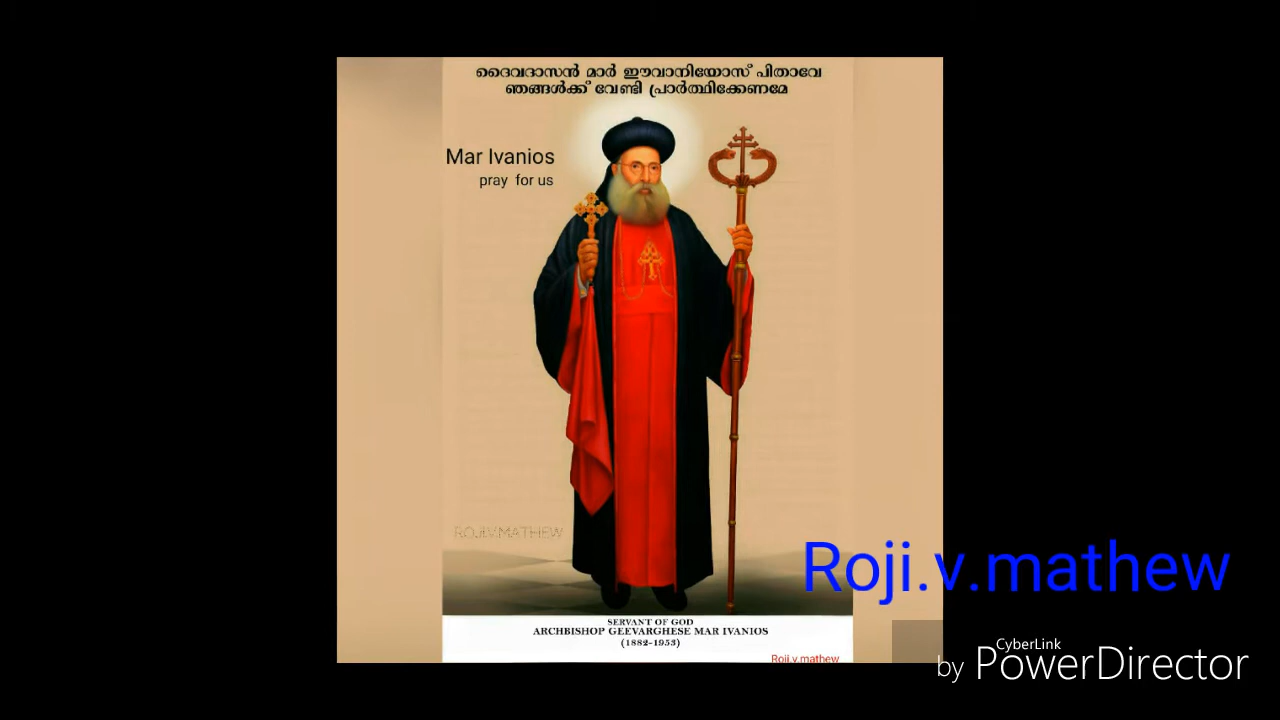 ദൈവദാസൻ മാർ ഈവാനിയോസ് പിതാവേ
ഞങ്ങൾക്ക് വേണ്ടി പ്രാർത്ഥിക്കേണമേ
Mar Ivanios
pray for us
ROJI.V.MATHEW
Roji.v.mathew
SERVANT OF GOD
ARCHBISHOP GEEVARGHESE MAR IVANIOS
(1882-1953)
Roji.v.mathew
CyberLink
by PowerDirector